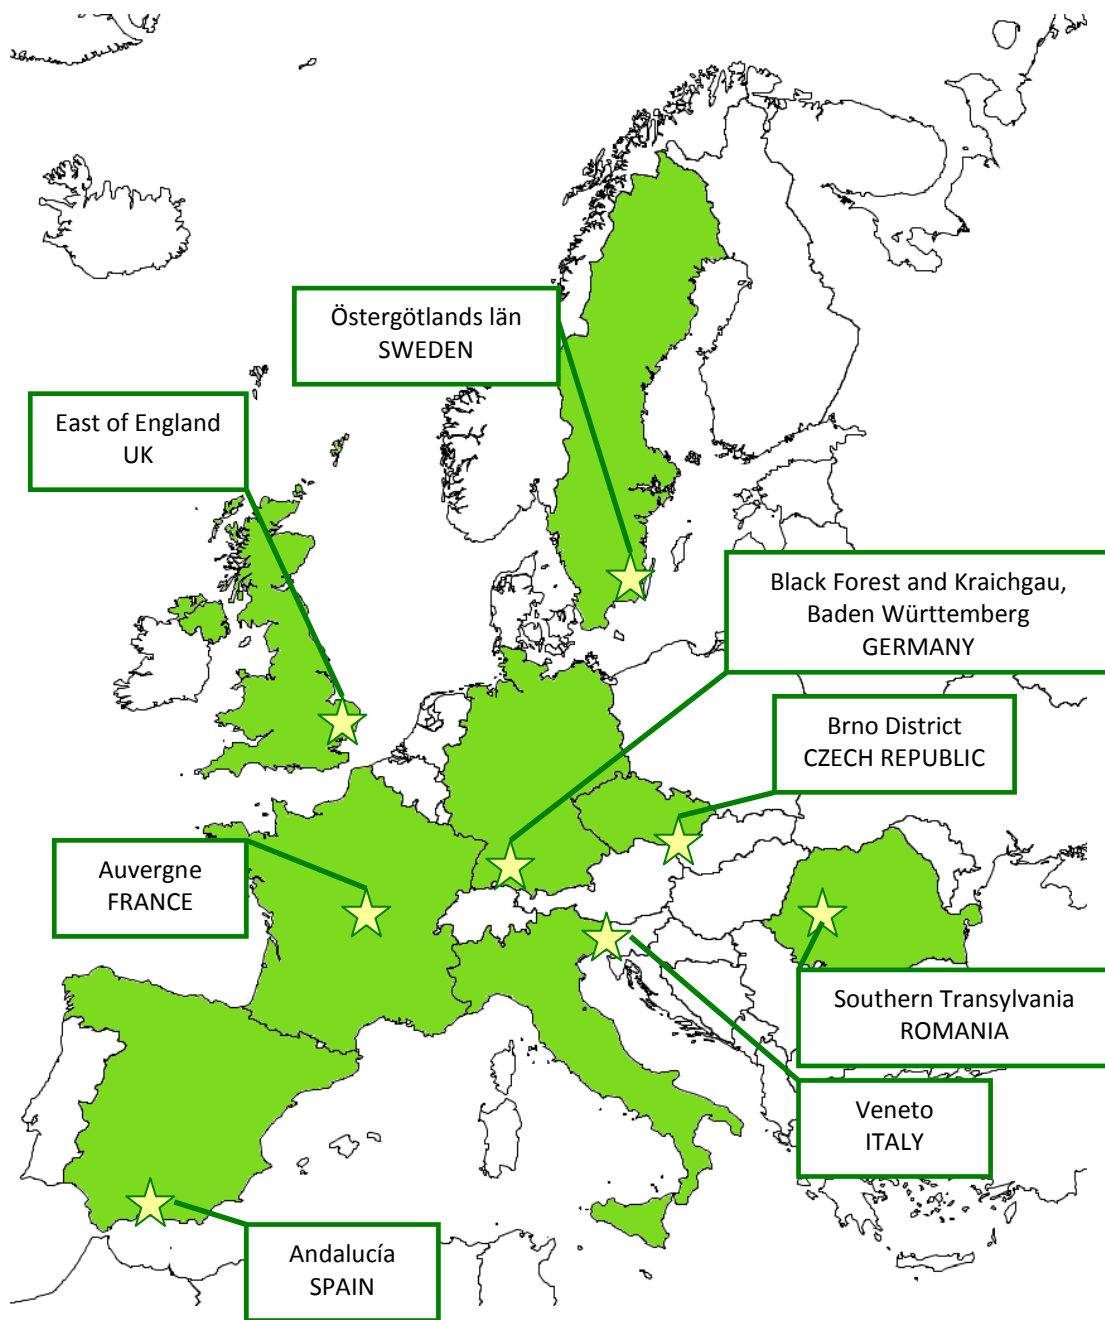 Östergötlands län
SWEDEN
East of England
UK
Black Forest and Kraichgau,
Baden Württemberg
GERMANY
Brno District
CZECH REPUBLIC
Auvergne
FRANCE
Southern Transylvania
ROMANIA
Veneto
ITALY
Andalucía
SPAIN